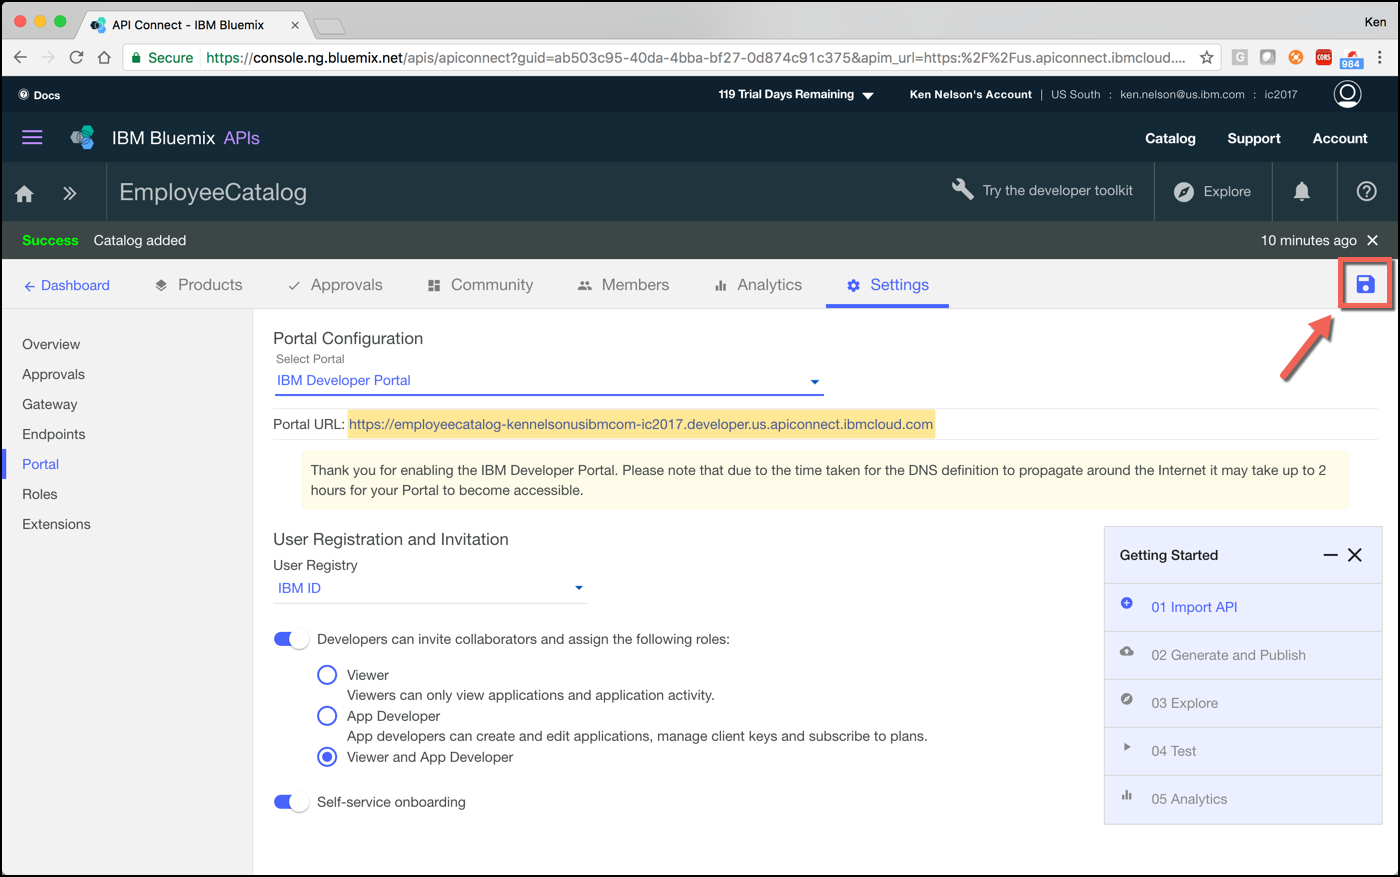 API Connect - IBM Bluemix
Ken
Secure https://console.ng.bluemix.net/apis/apiconnect?guid=ab503c95-40da-4bba-bf27-0d874c91c375&apim_url=https:%2F%2Fus.apiconnect.ibmcloud....
G
CORS
984
Docs
119 Trial Days Remaining
Ken Nelson's Account | US South : ken.nelson@us.ibm.com : ic2017
IBM Bluemix APIs
Catalog Support Account
EmployeeCatalog
Try the developer toolkit
Explore
Success Catalog added
10 minutes ago
Dashboard Products Approvals Community Members Analytics Settings
Overview
Approvals
Gateway
Endpoints
Portal
Roles
Extensions
Portal Configuration
Select Portal
IBM Developer Portal
Portal URL: https://employeecatalog-kennelsonusibmcom-ic2017.developer.us.apiconnect.ibmcloud.com
Thank you for enabling the IBM Developer Portal. Please note that due to the time taken for the DNS definition to propagate around the Internet it may take up to 2
hours for your Portal to become accessible.
User Registration and Invitation
User Registry
IBM ID
Developers can invite collaborators and assign the following roles:
Viewer
Viewers can only view applications and application activity.
App Developer
App developers can create and edit applications, manage client keys and subscribe to plans.
Viewer and App Developer
Self-service onboarding
Getting Started
01 Import API
02 Generate and Publish
03 Explore
04 Test
05 Analytics